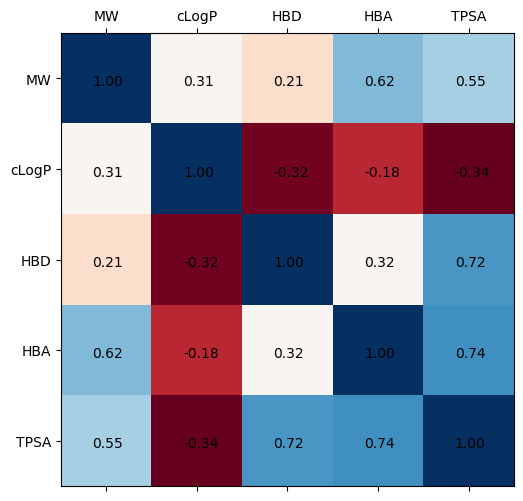 MW cLogP HBD HBA TPSA
MW 1.00 0.31 0.21 0.62 0.55
cLogP 0.31 1.00 -0.32 -0.18 -0.34
HBD 0.21 -0.32 1.00 0.32 0.72
HBA 0.62 -0.18 0.32 1.00 0.74
TPSA 0.55 -0.34 0.72 0.74 1.00